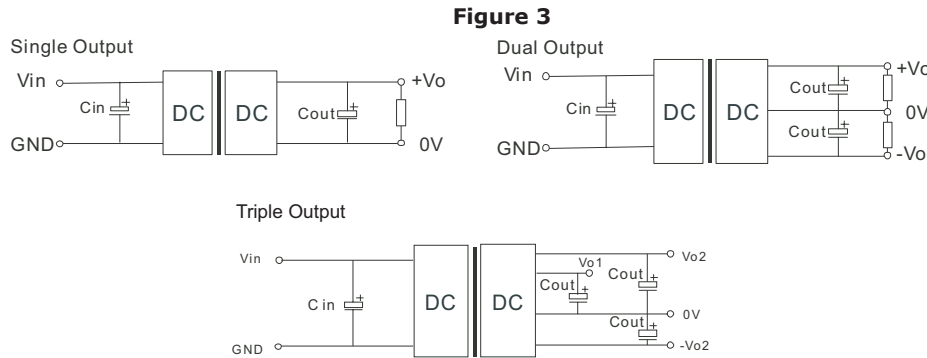 Figure 3
Single Output
Vin
Cin
+
DC
DC
Cout
+
+Vo
GND
0V
Dual Output
Vin
Cin
+
DC
DC
Cout
+
+Vo
0V
Cout
+
GND
-Vo
Triple Output
Vin
C in
+
DC
DC
Vo1
Cout
+
Cout
+
Vo2
0V
Cout
+
GND
-Vo2